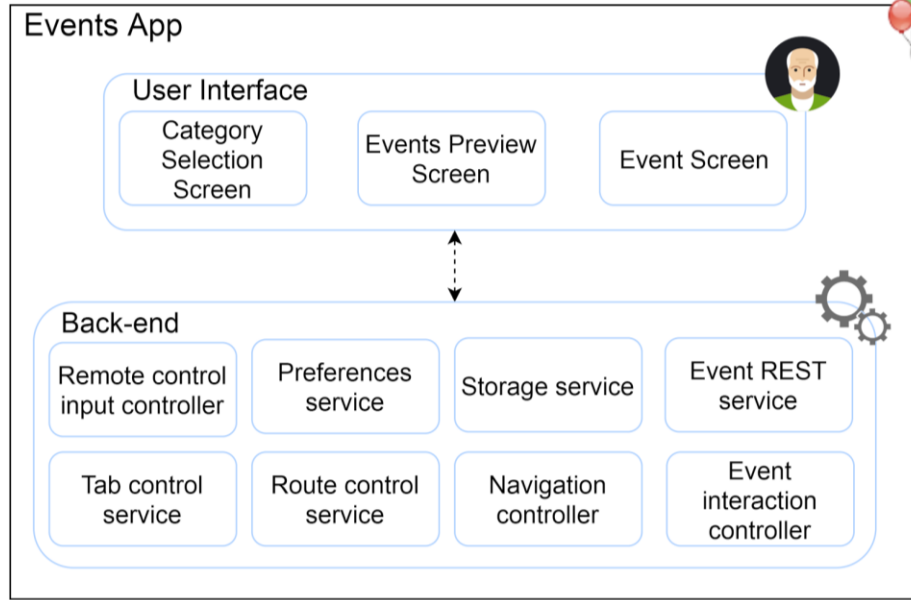 Events App
User Interface
Category
Selection
Screen
Events Preview
Screen
Event Screen
Back-end
Remote control
input controller
Preferences
service
Storage service
Event REST
service
Tab control
service
Route control
service
Navigation
controller
Event
interaction
controller